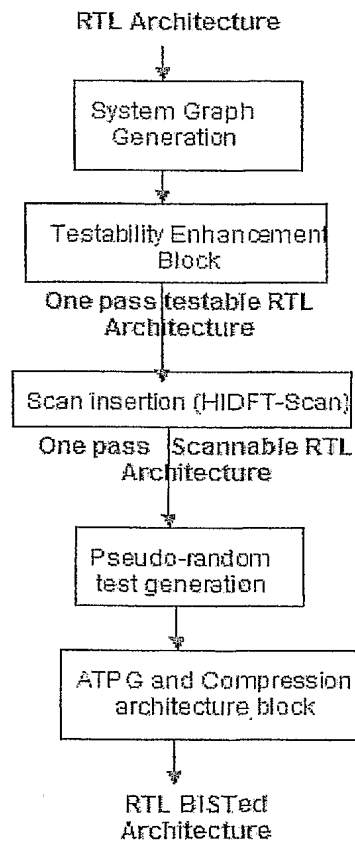 RTL Architecture
System Graph
Generation
Testability Enhancement
Block
One pass testable RTL
Architecture
Scan insertion (HIDFT-Scan)
One pass Scannable RTL
Architecture
Pseudo-random
test generation
ATPG and Compression
architecture block
RTL BISTed
Architecture